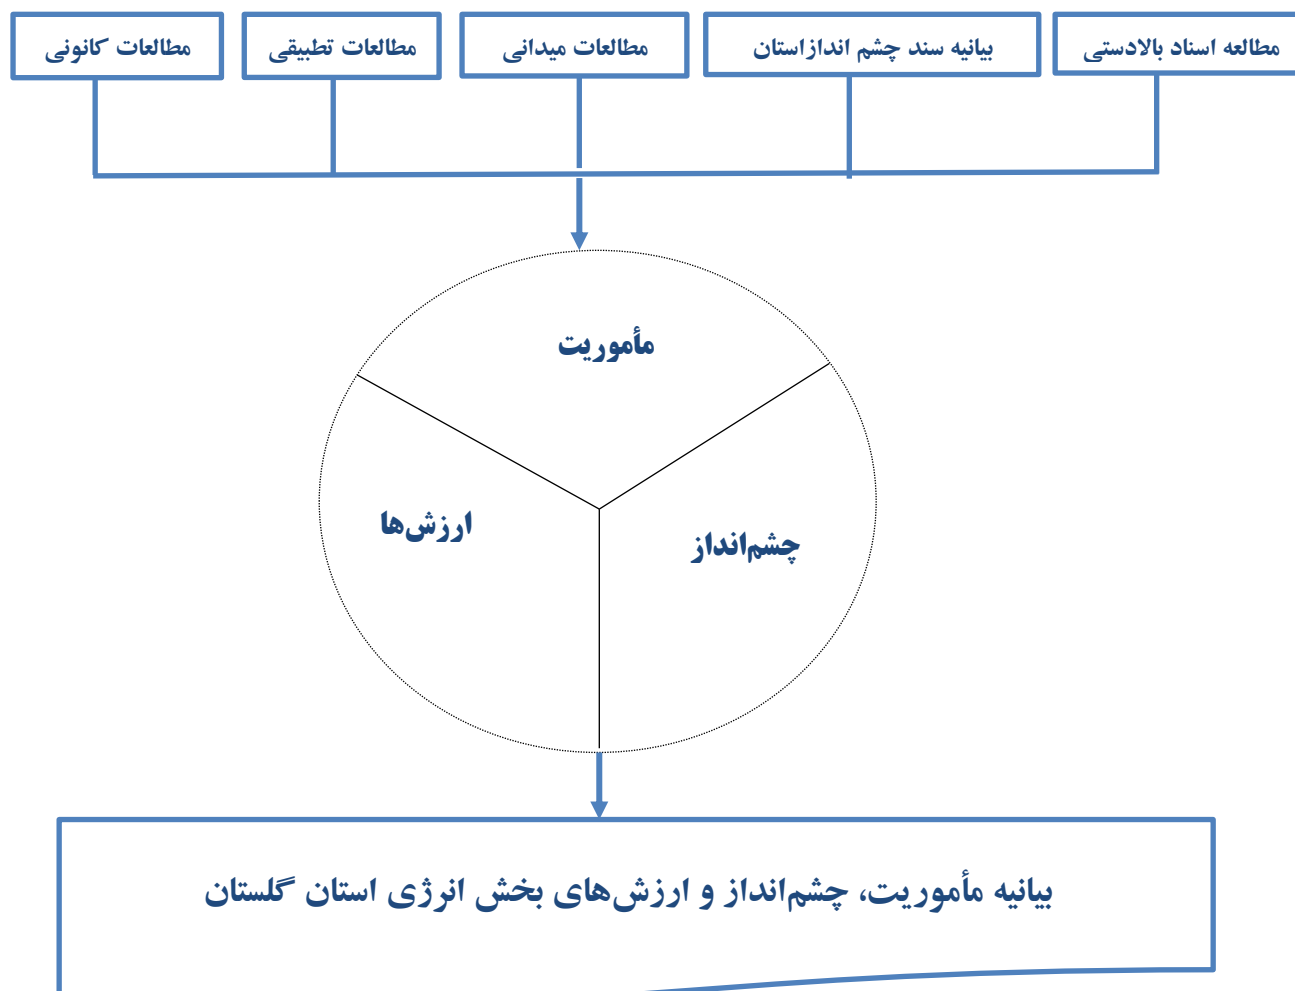 مطالعه اسناد بالادستی
بیانیه سند چشم اندازاستان
مطالعات میدانی
مطالعات تطبیقی
مطالعات کانونی
مأموریت
چشم‌انداز
ارزش‌ها
بیانیه مأموریت، چشم‌انداز و ارزش‌های بخش انرژی استان گلستان